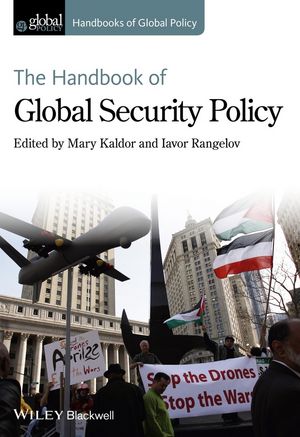 global
POLICY
Handbooks of Global Policy
The Handbook of
Global Security Policy
Edited by Mary Kaldor and Iavor Rangelov
Stop the Drones
Stop the Wars
WILEY Blackwell